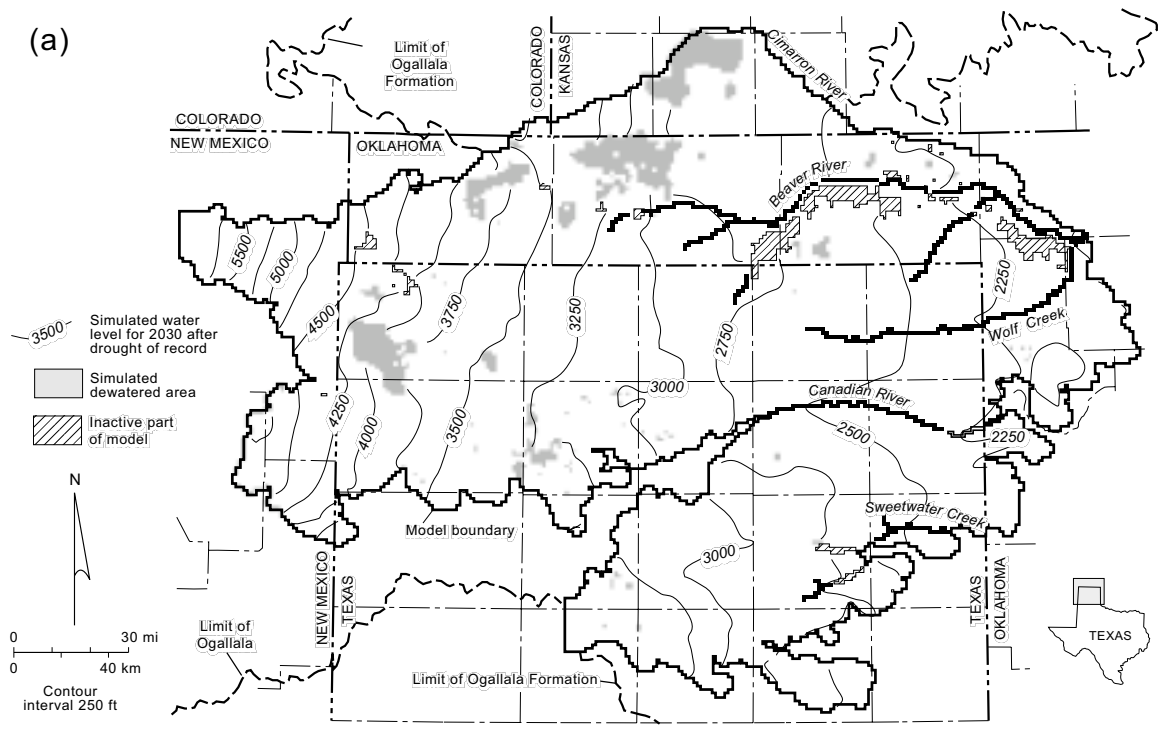 (a)
Limit of
Ogallala
Formation
COLORADO
KANSAS
Cimarron River
COLORADO
NEW MEXICO
OKLAHOMA
Beaver River
5500
5000
4500
3750
3250
2750
2250
3500
Simulated water
level for 2030 after
drought of record
Simulated
dewatered area
Inactive part
of model
Wolf Creek
3000
Canadian River
4250
4000
3500
2500
2250
N
Model boundary
Sweetwater Creek
3000
NEW MEXICO
TEXAS
TEXAS
OKLAHOMA
0 30 mi
0 40 km
Contour
interval 250 ft
Limit of
Ogallala
Limit of Ogallala Formation
TEXAS